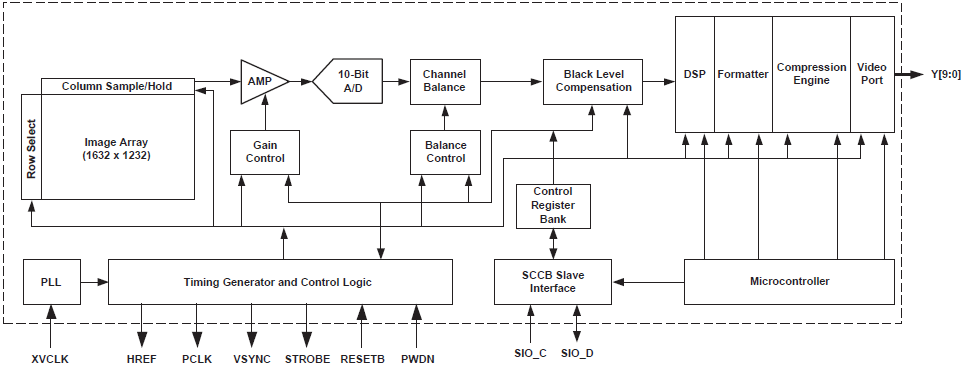 Column Sample/Hold
Row Select
Image Array
(1632 x 1232)
AMP
10-Bit
A/D
Channel
Balance
Black Level
Compensation
DSP
Formatter
Compression
Engine
Video
Port
Y[9:0]
Gain
Control
Balance
Control
Control
Register
Bank
PLL
Timing Generator and Control Logic
SCCB Slave
Interface
Microcontroller
XVCLK
HREF
PCLK
VSYNC
STROBE
RESETB
PWDN
SIO_C
SIO_D